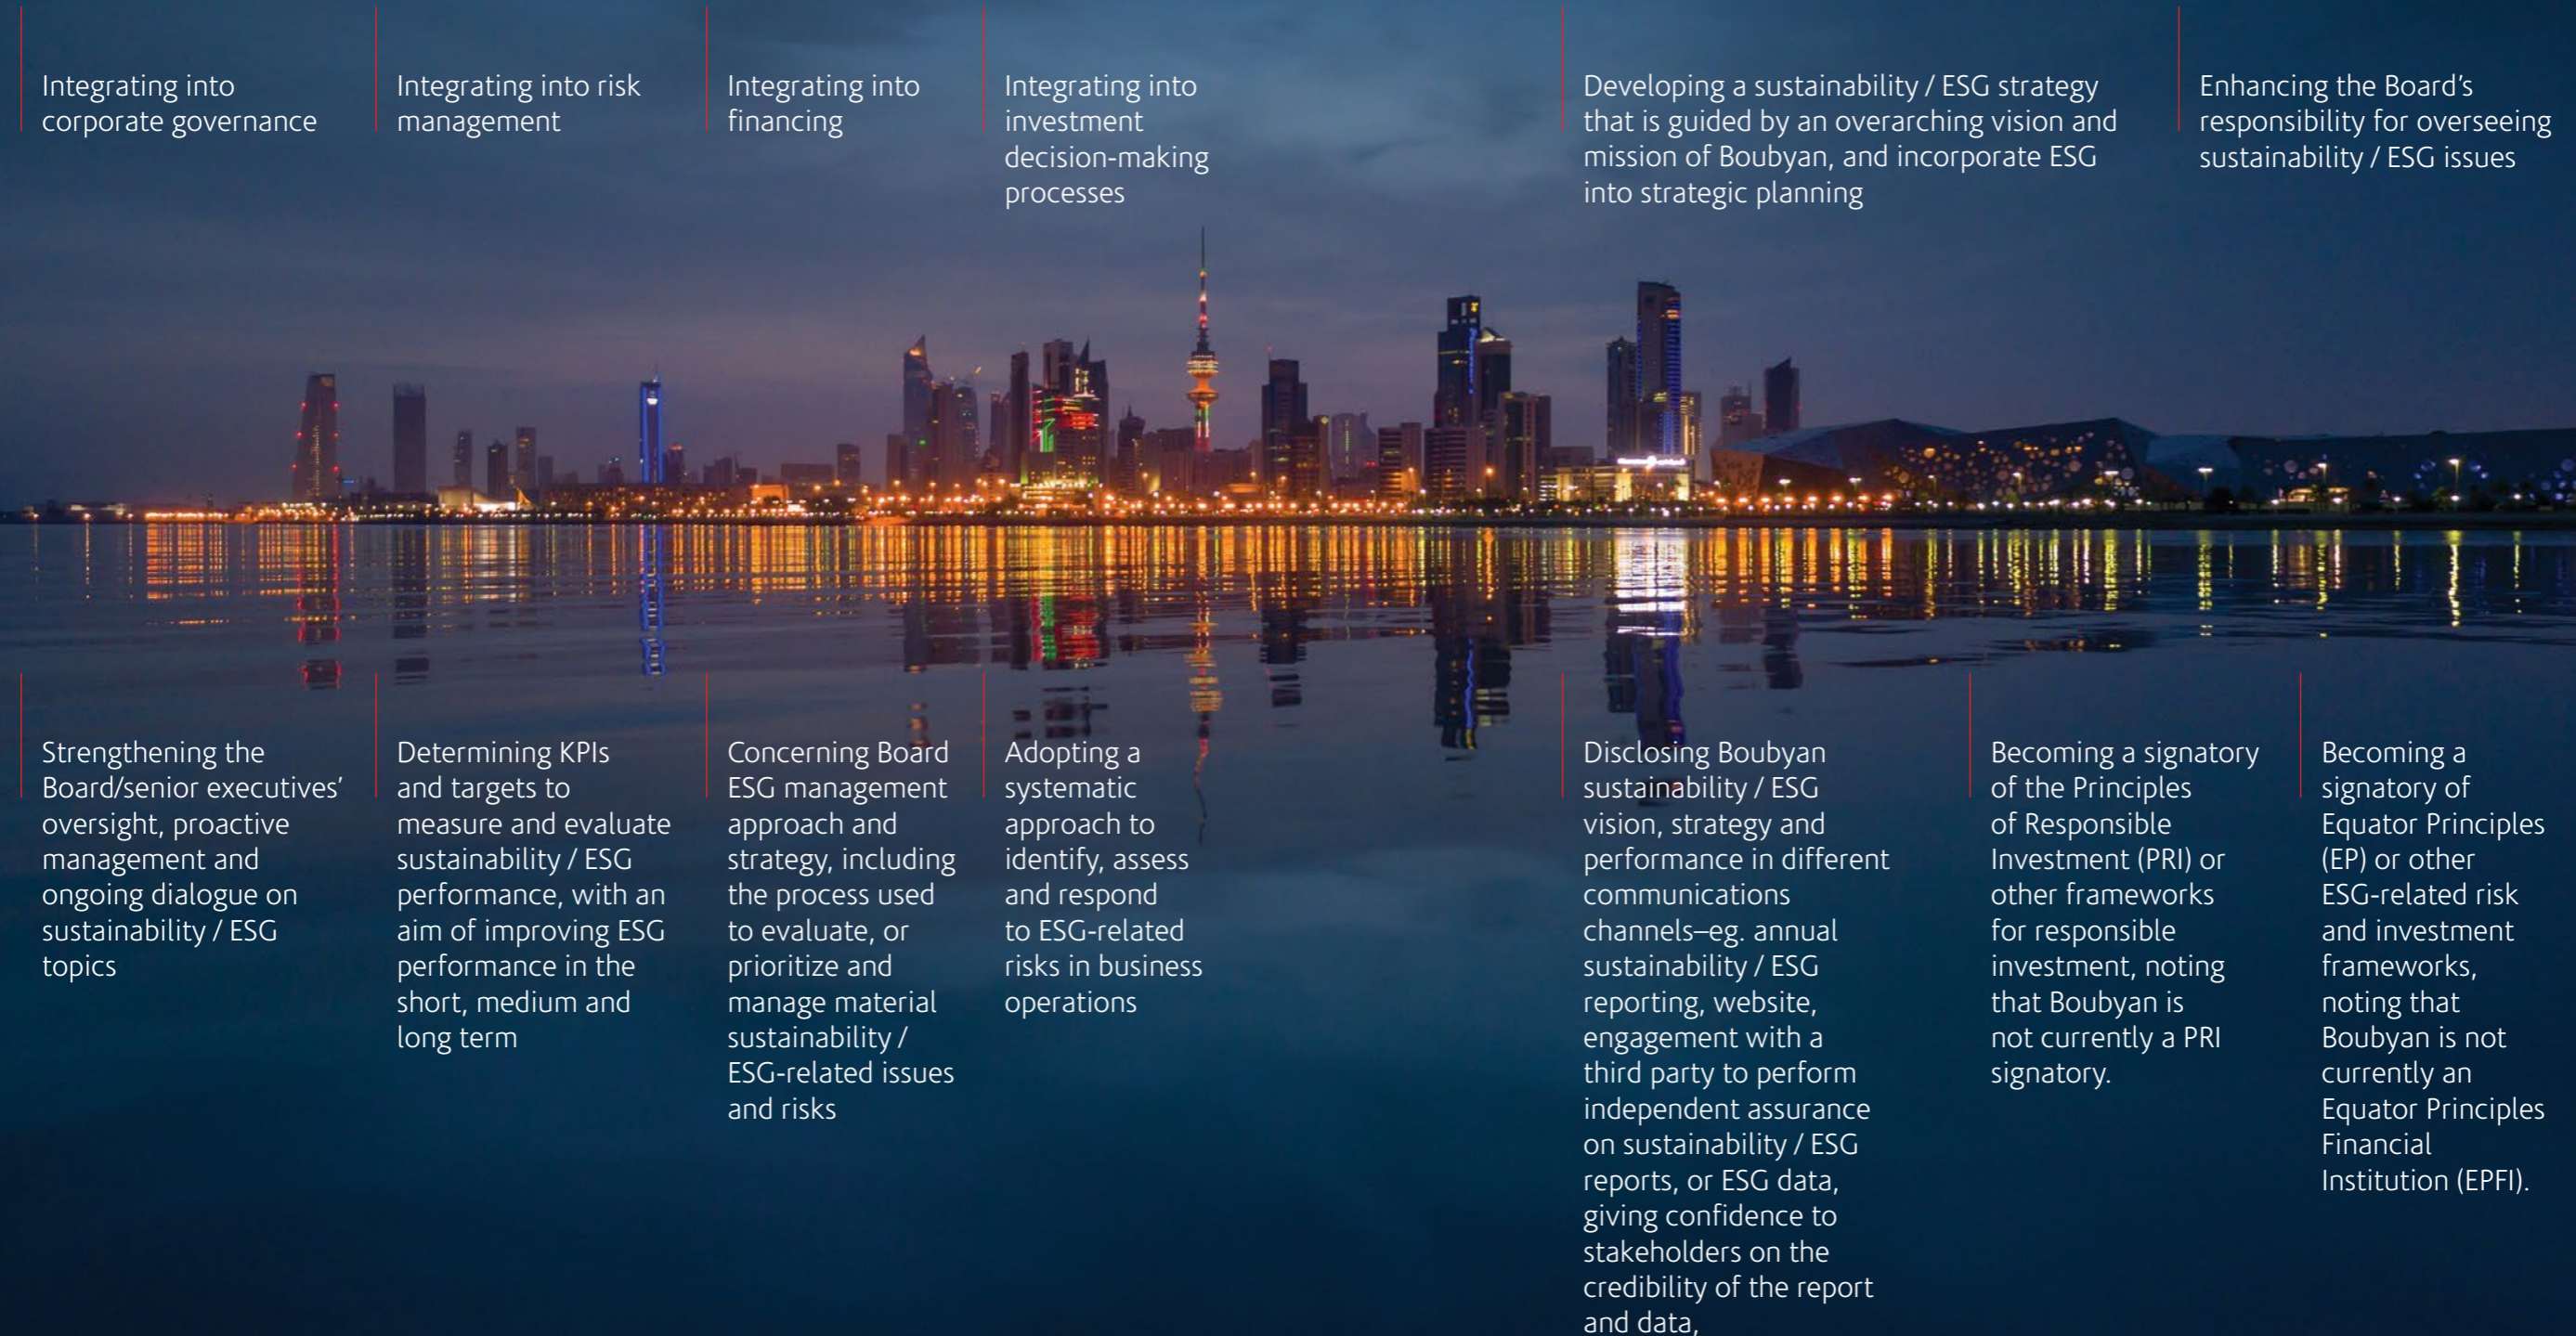 Integrating into
corporate governance
Integrating into risk
management
Integrating into
financing
Integrating into
investment
decision-making
processes
Developing a sustainability / ESG strategy
that is guided by an overarching vision and
mission of Boubyan, and incorporate ESG
into strategic planning
Enhancing the Board's
responsibility for overseeing
sustainability / ESG issues
Strengthening the
Board/senior executives'
oversight, proactive
management and
ongoing dialogue on
sustainability / ESG
topics
Determining KPIs
and targets to
measure and evaluate
sustainability / ESG
performance, with an
aim of improving ESG
performance in the
short, medium and
long term
Concerning Board
ESG management
approach and
strategy, including
the process used
to evaluate, or
prioritize and
manage material
sustainability /
ESG-related issues
and risks
Adopting a
systematic
approach to
identify, assess
and respond
to ESG-related
risks in business
operations
Disclosing Boubyan
sustainability / ESG
vision, strategy and
performance in different
communications
channels–eg. annual
sustainability / ESG
reporting, website,
engagement with a
third party to perform
independent assurance
on sustainability / ESG
reports, or ESG data,
giving confidence to
stakeholders on the
credibility of the report
and data,
Becoming a signatory
of the Principles
of Responsible
Investment (PRI) or
other frameworks
for responsible
investment, noting
that Boubyan is
not currently a PRI
signatory.
Becoming a
signatory of
Equator Principles
(EP) or other
ESG-related risk
and investment
frameworks,
noting that
Boubyan is not
currently an
Equator Principles
Financial
Institution (EPFI).